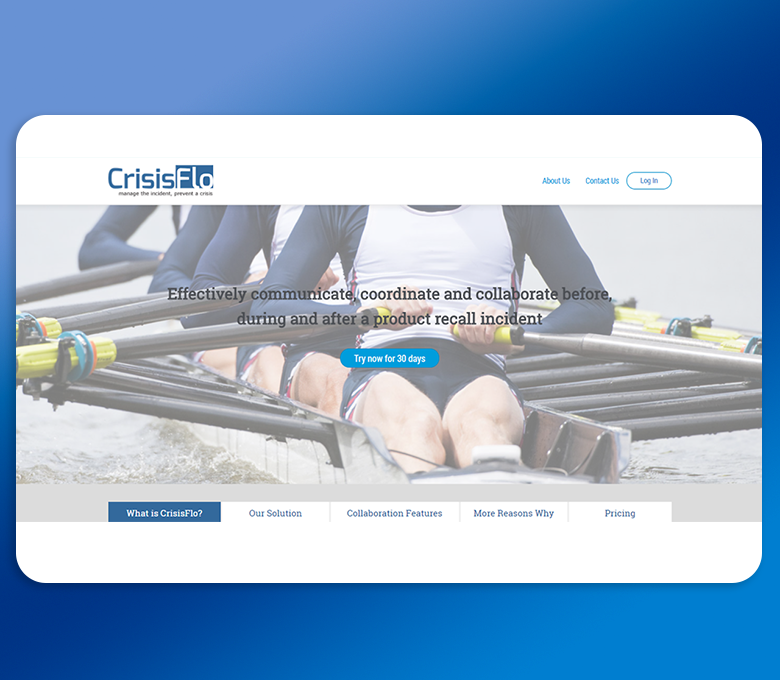 CrisisFlo
manage the incident, prevent a crisis
About Us
Contact Us
Log In
Effectively communicate, coordinate and collaborate before,
during and after a product recall incident
Try now for 30 days
What is CrisisFlo?
Our Solution
Collaboration Features
More Reasons Why
Pricing